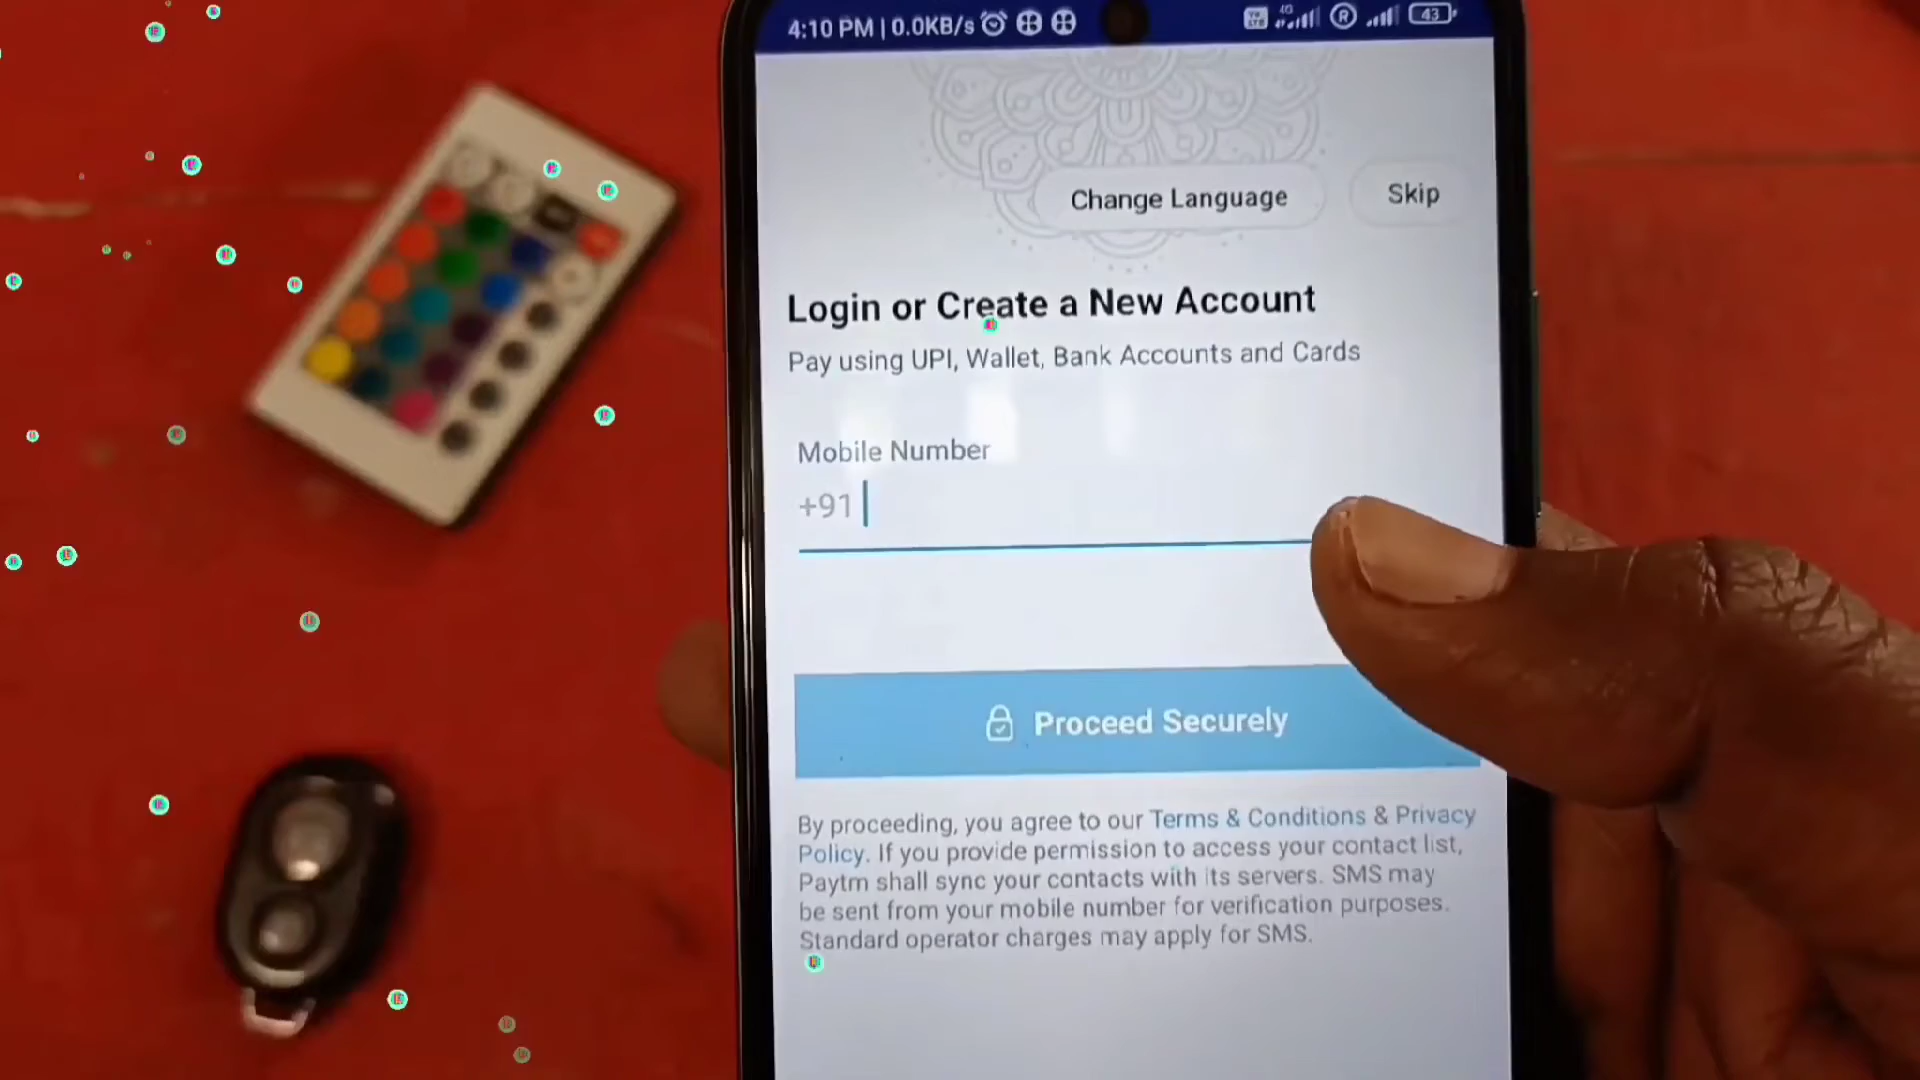 4:10 PM | 0.0KB/s
4G R 43
Change Language
Skip
Login or Create a New Account
Pay using UPI, Wallet, Bank Accounts and Cards
Mobile Number
+91
Proceed Securely
By proceeding, you agree to our Terms & Conditions & Privacy
Policy. If you provide permission to access your contact list,
Paytm shall sync your contacts with its servers. SMS may
be sent from your mobile number for verification purposes.
Standard operator charges may apply for SMS.